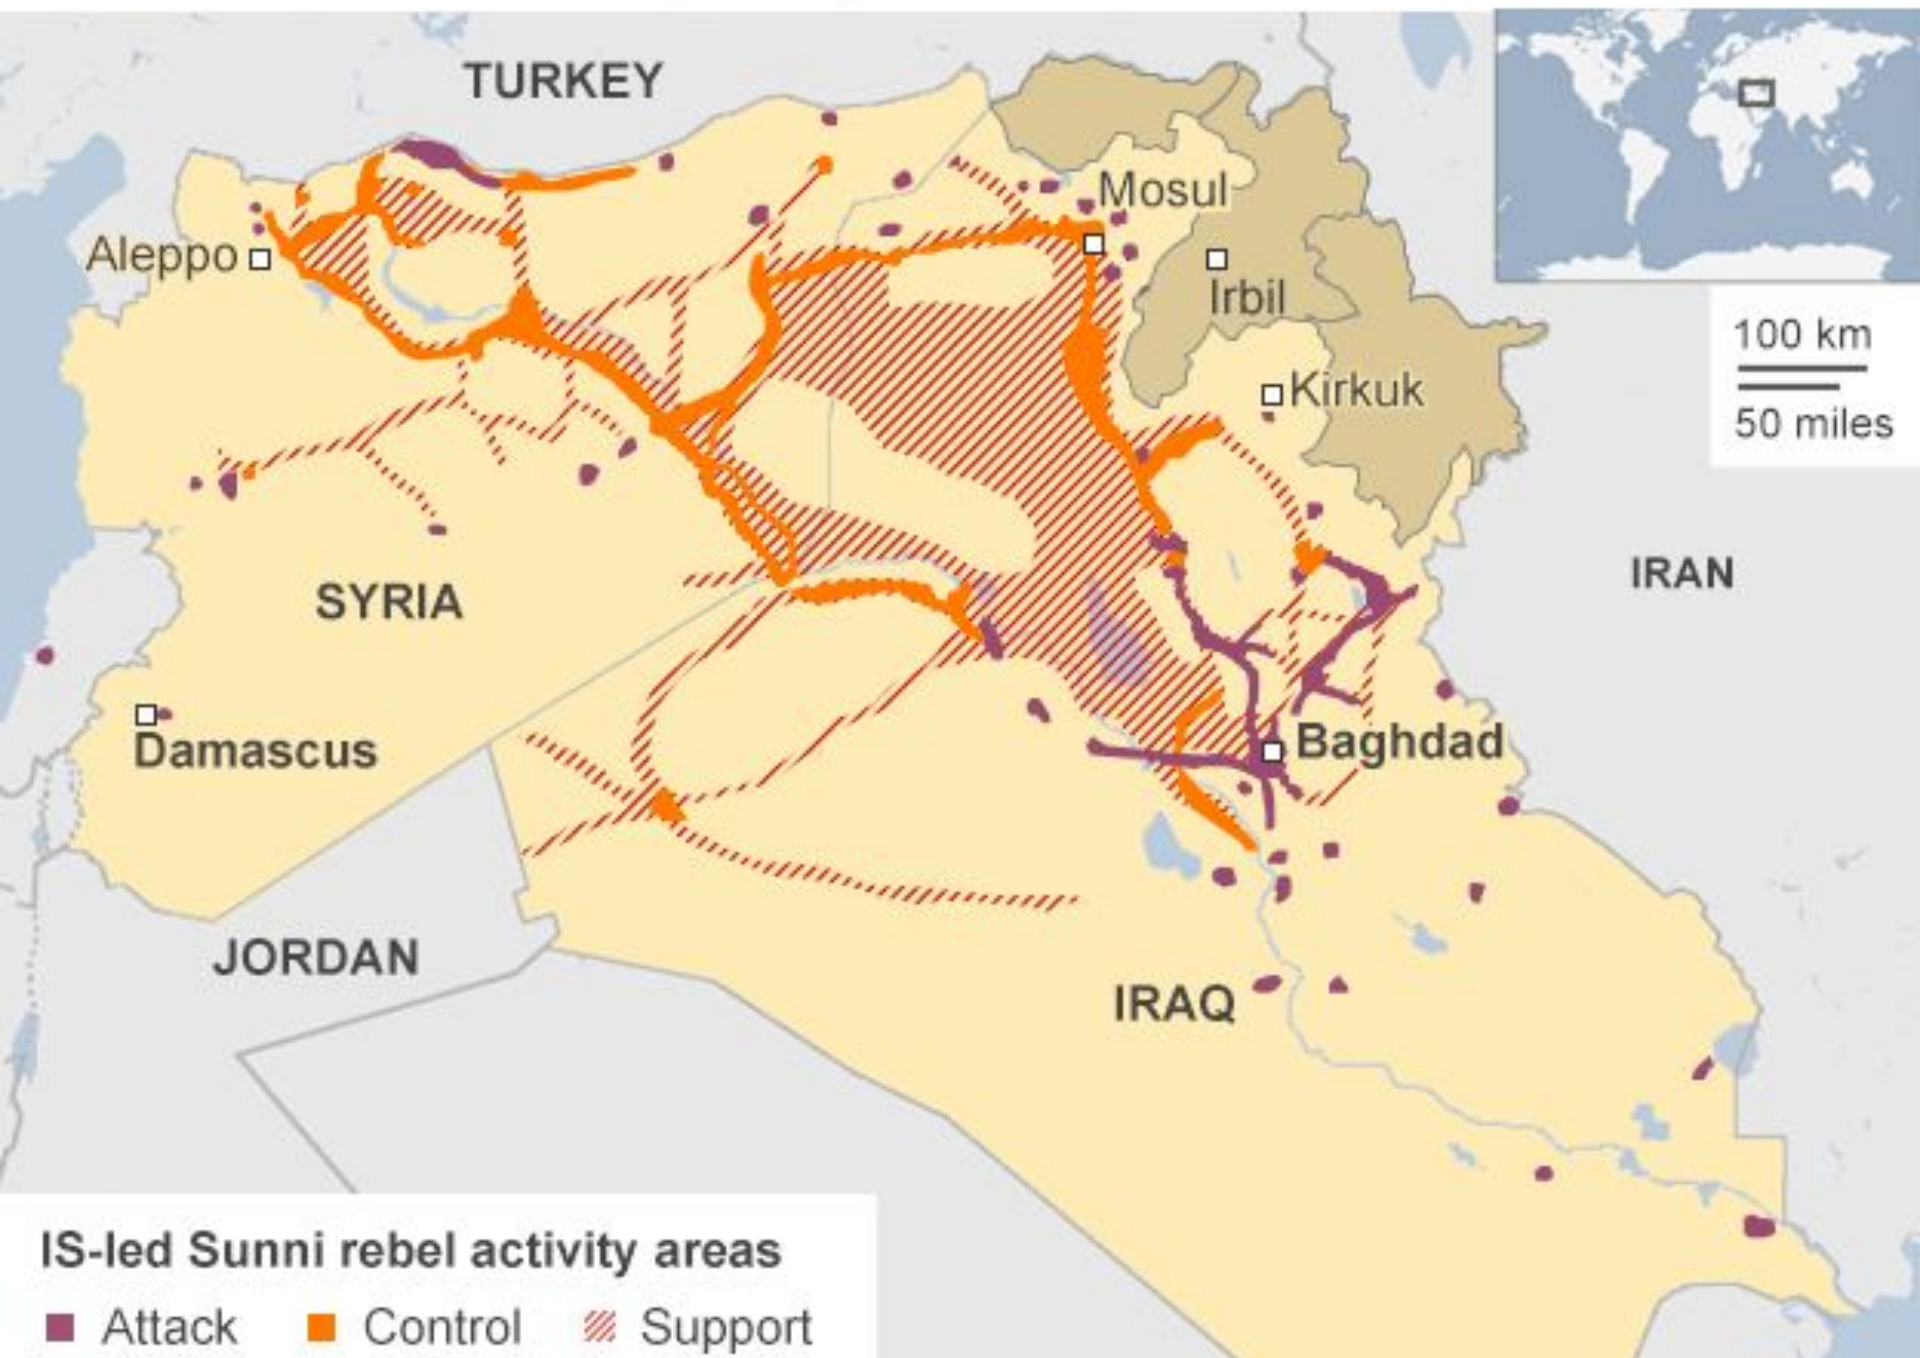 TURKEY
Mosul
Aleppo
Irbil
100 km
50 miles
Kirkuk
SYRIA
IRAN
Damascus
Baghdad
JORDAN
IRAQ
IS-led Sunni rebel activity areas
Attack Control Support